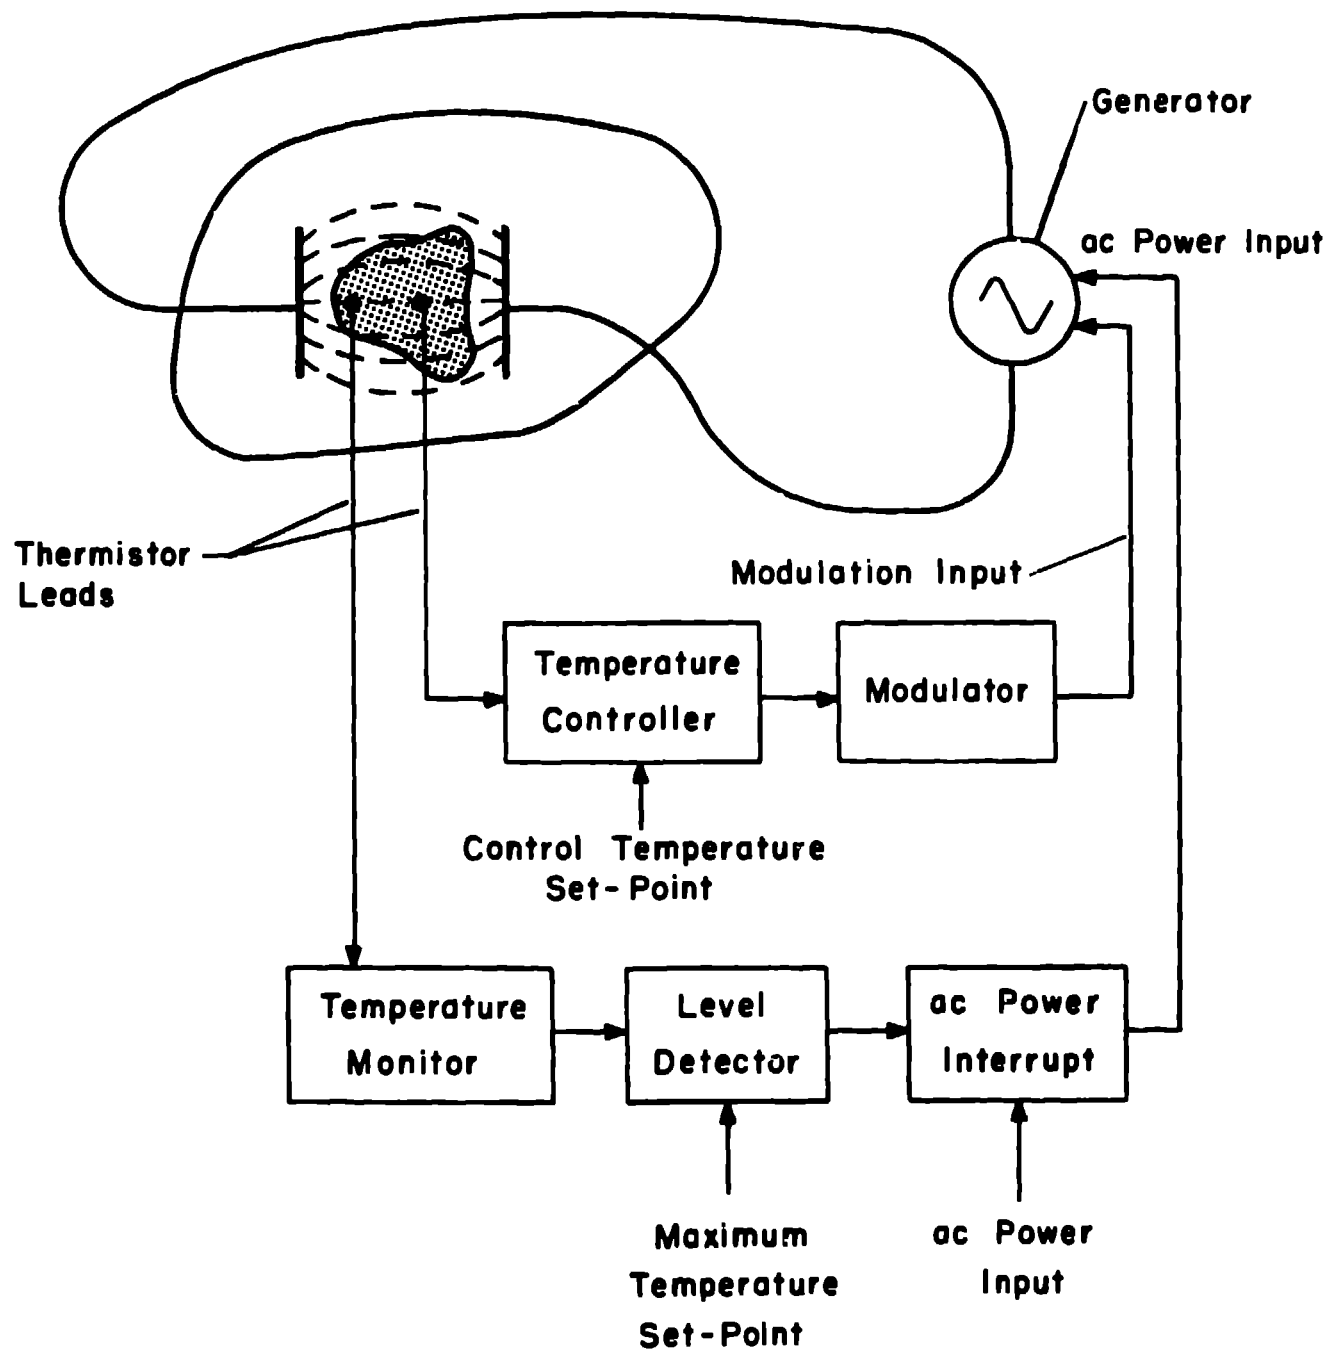 Generator
ac Power Input
Thermistor
Leads
Modulation Input
Temperature
Controller
Modulator
Control Temperature
Set-Point
Temperature
Monitor
Level
Detector
ac Power
Interrupt
Maximum
Temperature
Set-Point
ac Power
Input